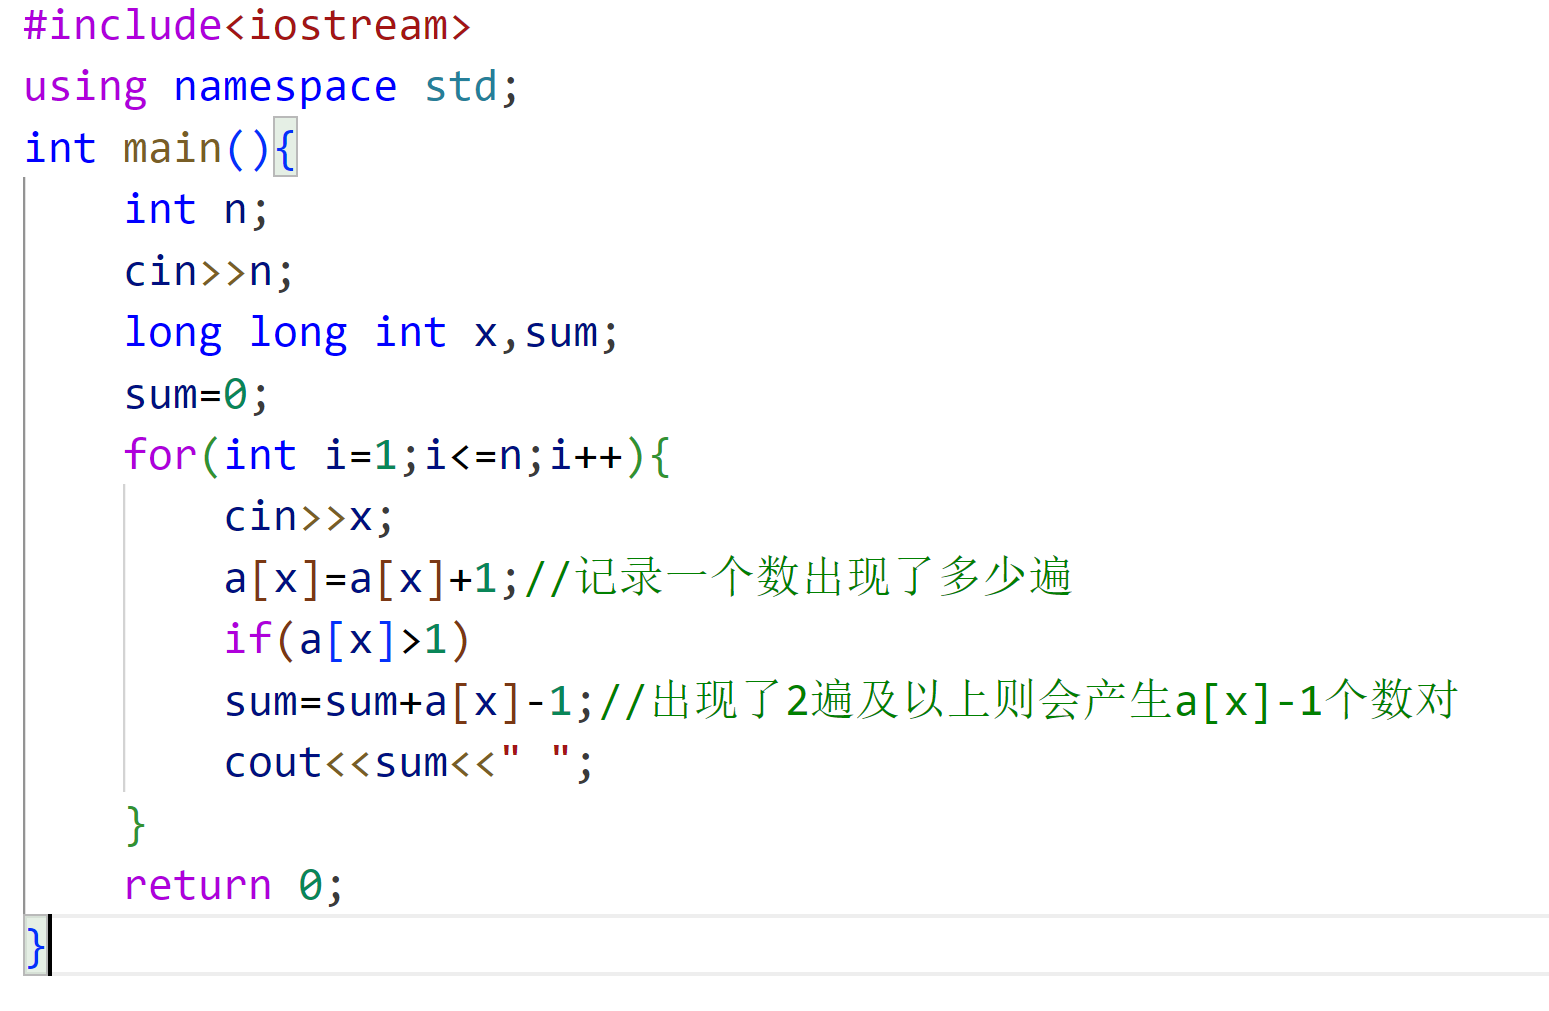 #include<iostream>
using namespace std;
int main(){
    int n;
    cin>>n;
    long long int x,sum;
    sum=0;
    for(int i=1;i<=n;i++){
        cin>>x;
        a[x]=a[x]+1;//记录一个数出现了多少遍
        if(a[x]>1)
        sum=sum+a[x]-1;//出现了2遍及以上则会产生a[x]-1个数对
        cout<<sum<<" ";
    }
    return 0;
}